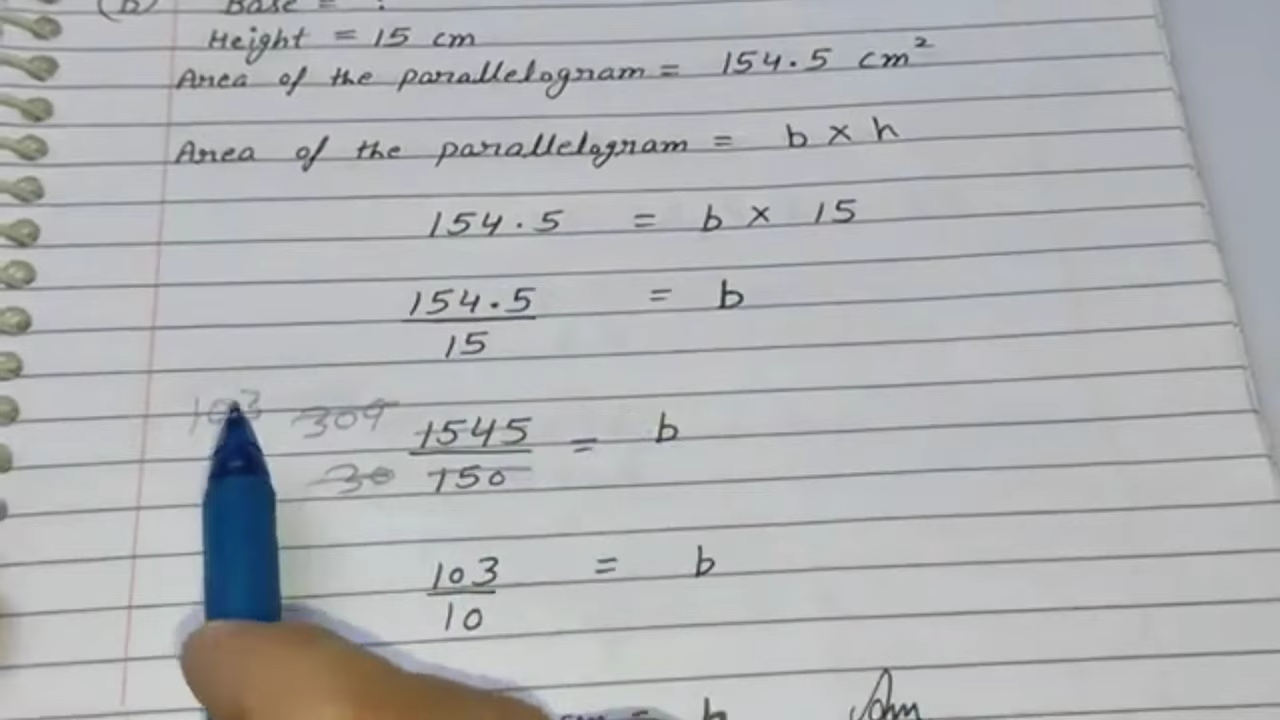 (b) Base = ?
Height = 15 cm
Area of the parallelogram = 154.5 cm²
Area of the parallelogram = b × h
154.5 = b × 15
154.5 = b
15
103 309 1545 = b
30 150
103 = b
10
= b